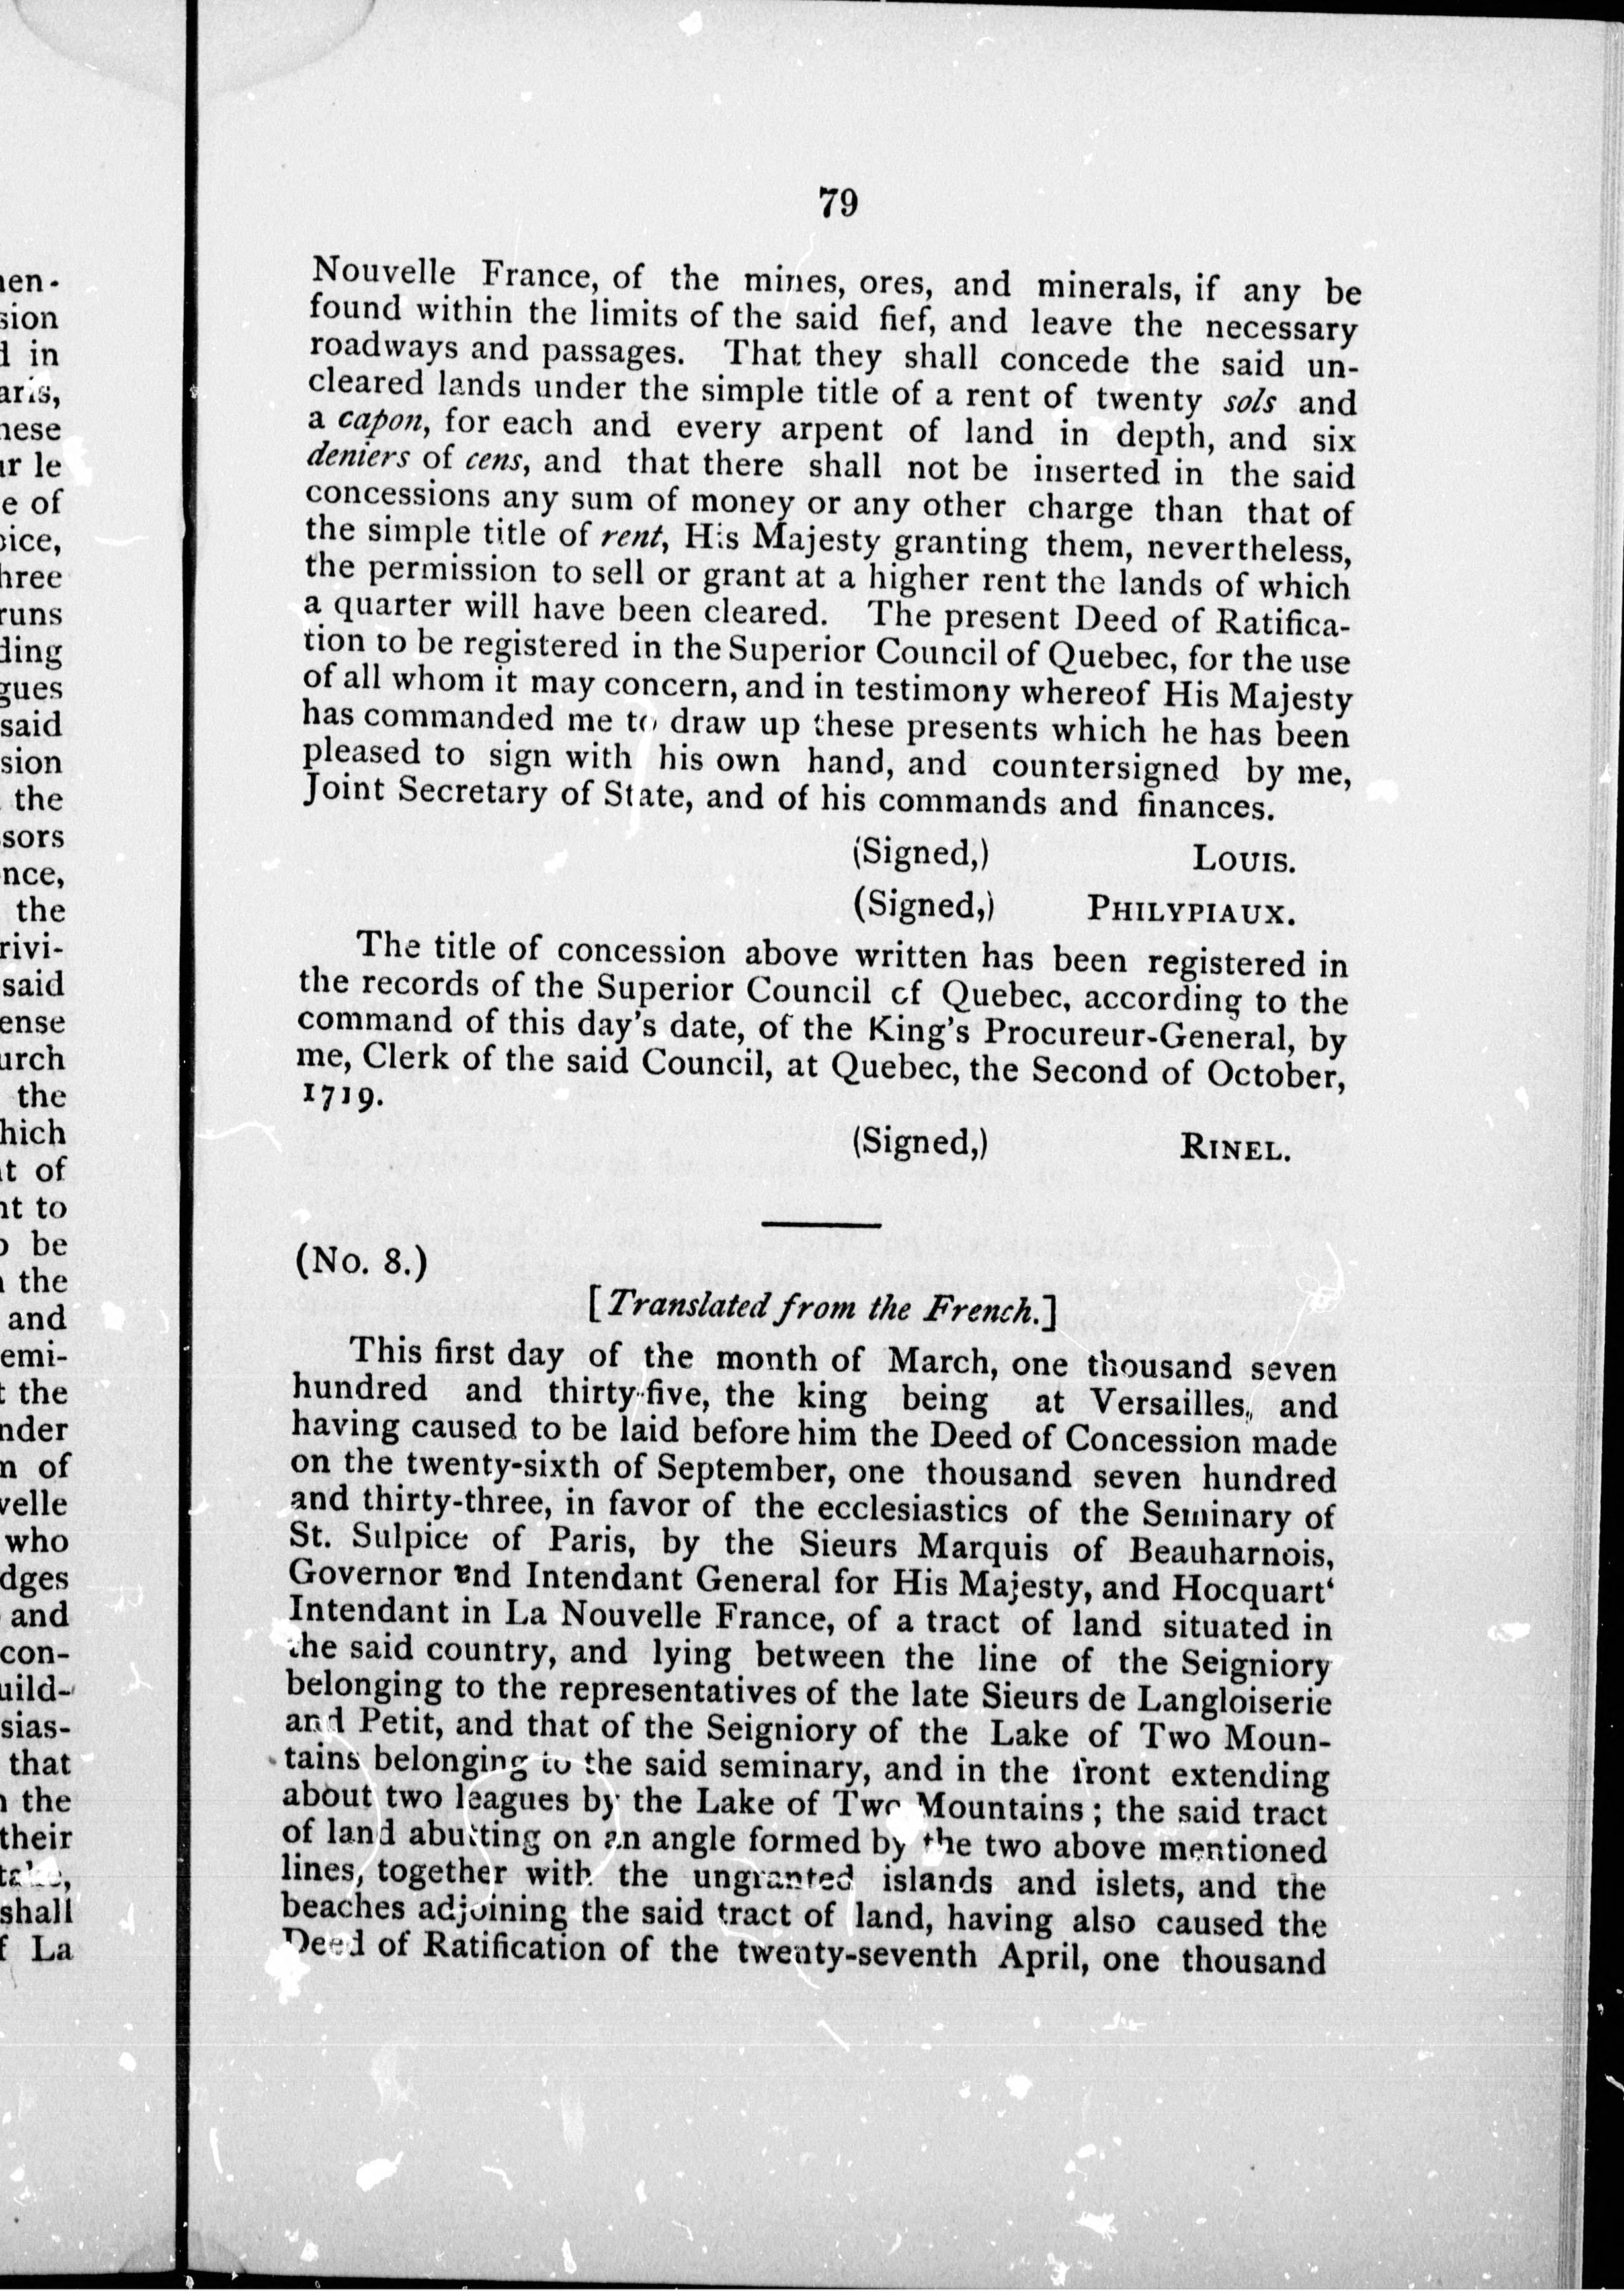 79
Nouvelle France, of the mines, ores, and minerals, if any be
found within the limits of the said fief, and leave the necessary
roadways and passages. That they shall concede the said un-
cleared lands under the simple title of a rent of twenty sols and
a capon, for each and every arpent of land in depth, and six
deniers of cens, and that there shall not be inserted in the said
concessions any sum of money or any other charge than that of
the simple title of rent, His Majesty granting them, nevertheless,
the permission to sell or grant at a higher rent the lands of which
a quarter will have been cleared. The present Deed of Ratifica-
tion to be registered in the Superior Council of Quebec, for the use
of all whom it may concern, and in testimony whereof His Majesty
has commanded me to draw up these presents which he has been
pleased to sign with his own hand, and countersigned by me,
Joint Secretary of State, and of his commands and finances.
(Signed,) LOUIS.
(Signed,) PHILYPIAUX.
The title of concession above written has been registered in
the records of the Superior Council of Quebec, according to the
command of this day's date, of the King's Procureur-General, by
me, Clerk of the said Council, at Quebec, the Second of October,
1719.
(Signed,) RINEL.
(No. 8.)
[Translated from the French.]
This first day of the month of March, one thousand seven
hundred and thirty-five, the king being at Versailles, and
having caused to be laid before him the Deed of Concession made
on the twenty-sixth of September, one thousand seven hundred
and thirty-three, in favor of the ecclesiastics of the Seminary of
St. Sulpice of Paris, by the Sieurs Marquis of Beauharnois,
Governor and Intendant General for His Majesty, and Hocquart‘
Intendant in La Nouvelle France, of a tract of land situated in
the said country, and lying between the line of the Seigniory
belonging to the representatives of the late Sieurs de Langloiserie
and Petit, and that of the Seigniory of the Lake of Two Moun-
tains belonging to the said seminary, and in the front extending
about two leagues by the Lake of Two Mountains; the said tract
of land abutting on an angle formed by the two above mentioned
lines, together with the ungranted islands and islets, and the
beaches adjoining the said tract of land, having also caused the
Deed of Ratification of the twenty-seventh April, one thousand